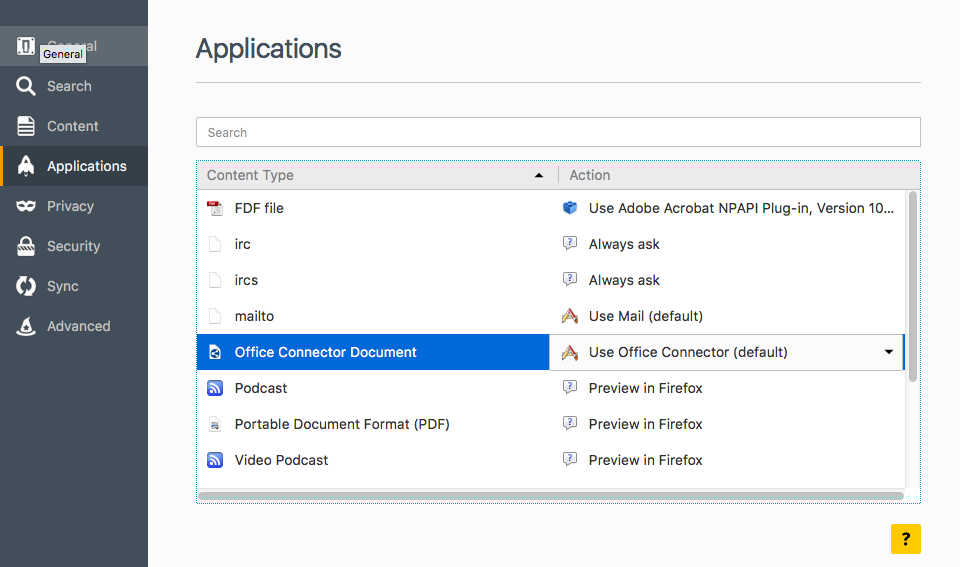 General
General
Search
Content
Applications
Privacy
Security
Sync
Advanced
Applications
Search
Content Type Action
FDF file Use Adobe Acrobat NPAPI Plug-in, Version 10...
irc Always ask
ircs Always ask
mailto Use Mail (default)
Office Connector Document Use Office Connector (default)
Podcast Preview in Firefox
Portable Document Format (PDF) Preview in Firefox
Video Podcast Preview in Firefox
?